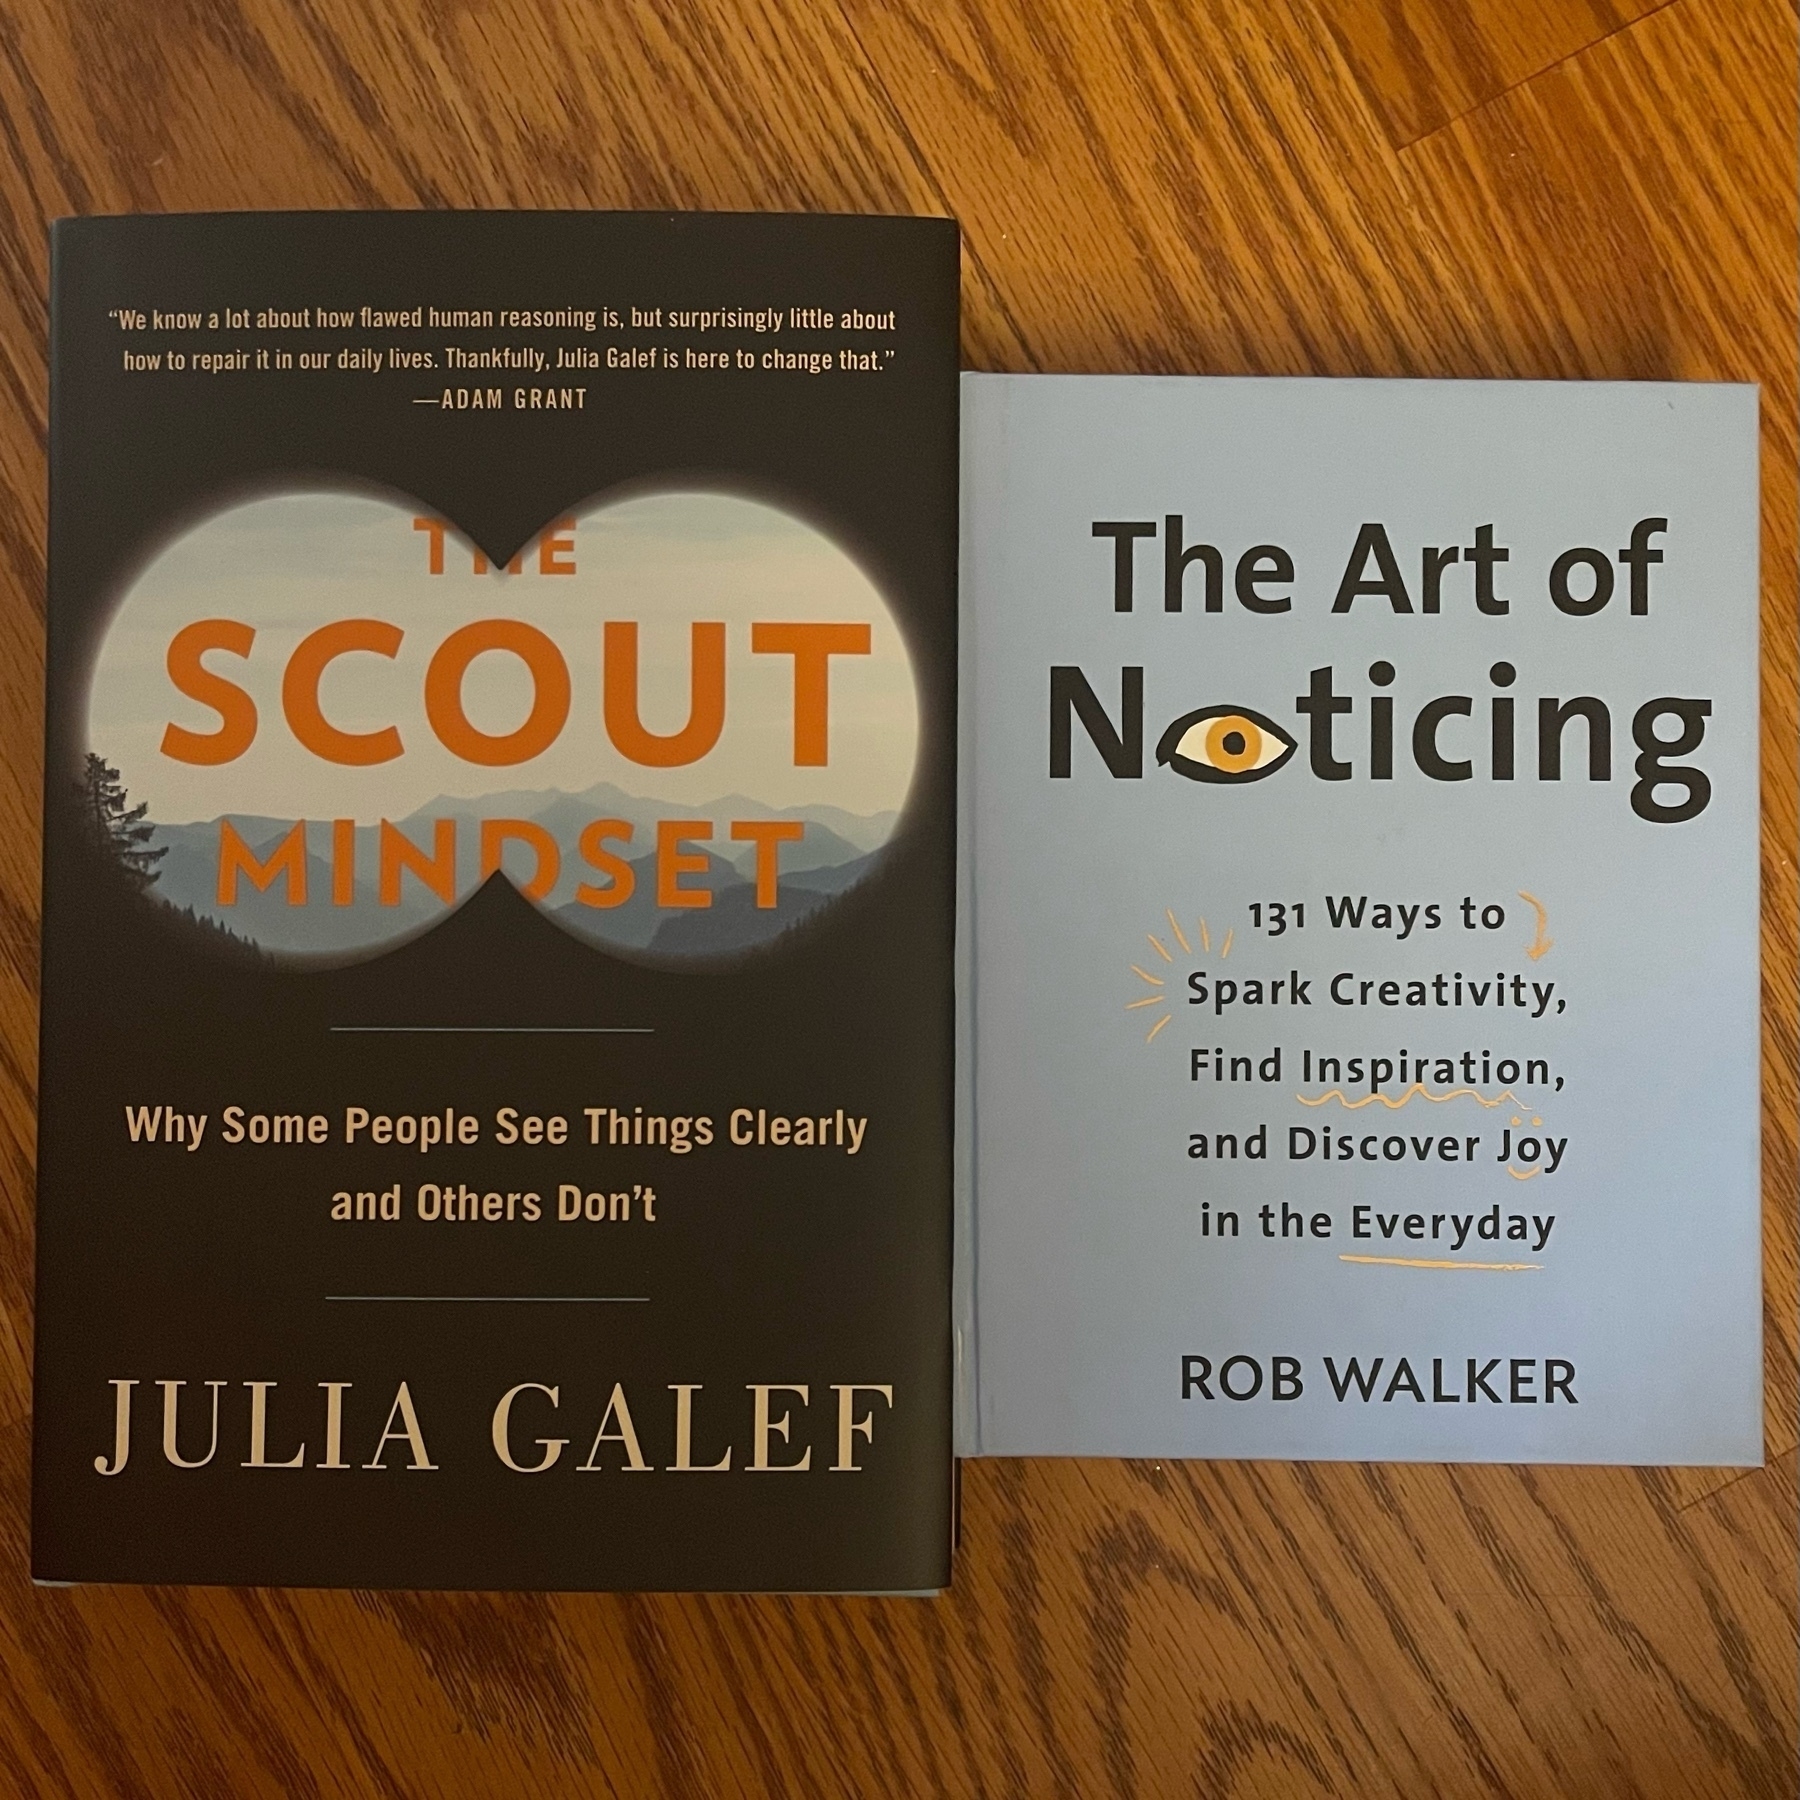 “We know a lot about how flawed human reasoning is, but surprisingly little about
how to repair it in our daily lives. Thankfully, Julia Galef is here to change that.”
—ADAM GRANT
THE
SCOUT
MINDSET
Why Some People See Things Clearly
and Others Don’t
JULIA GALEF
The Art of
Noticing
131 Ways to
Spark Creativity,
Find Inspiration,
and Discover Joy
in the Everyday
ROB WALKER